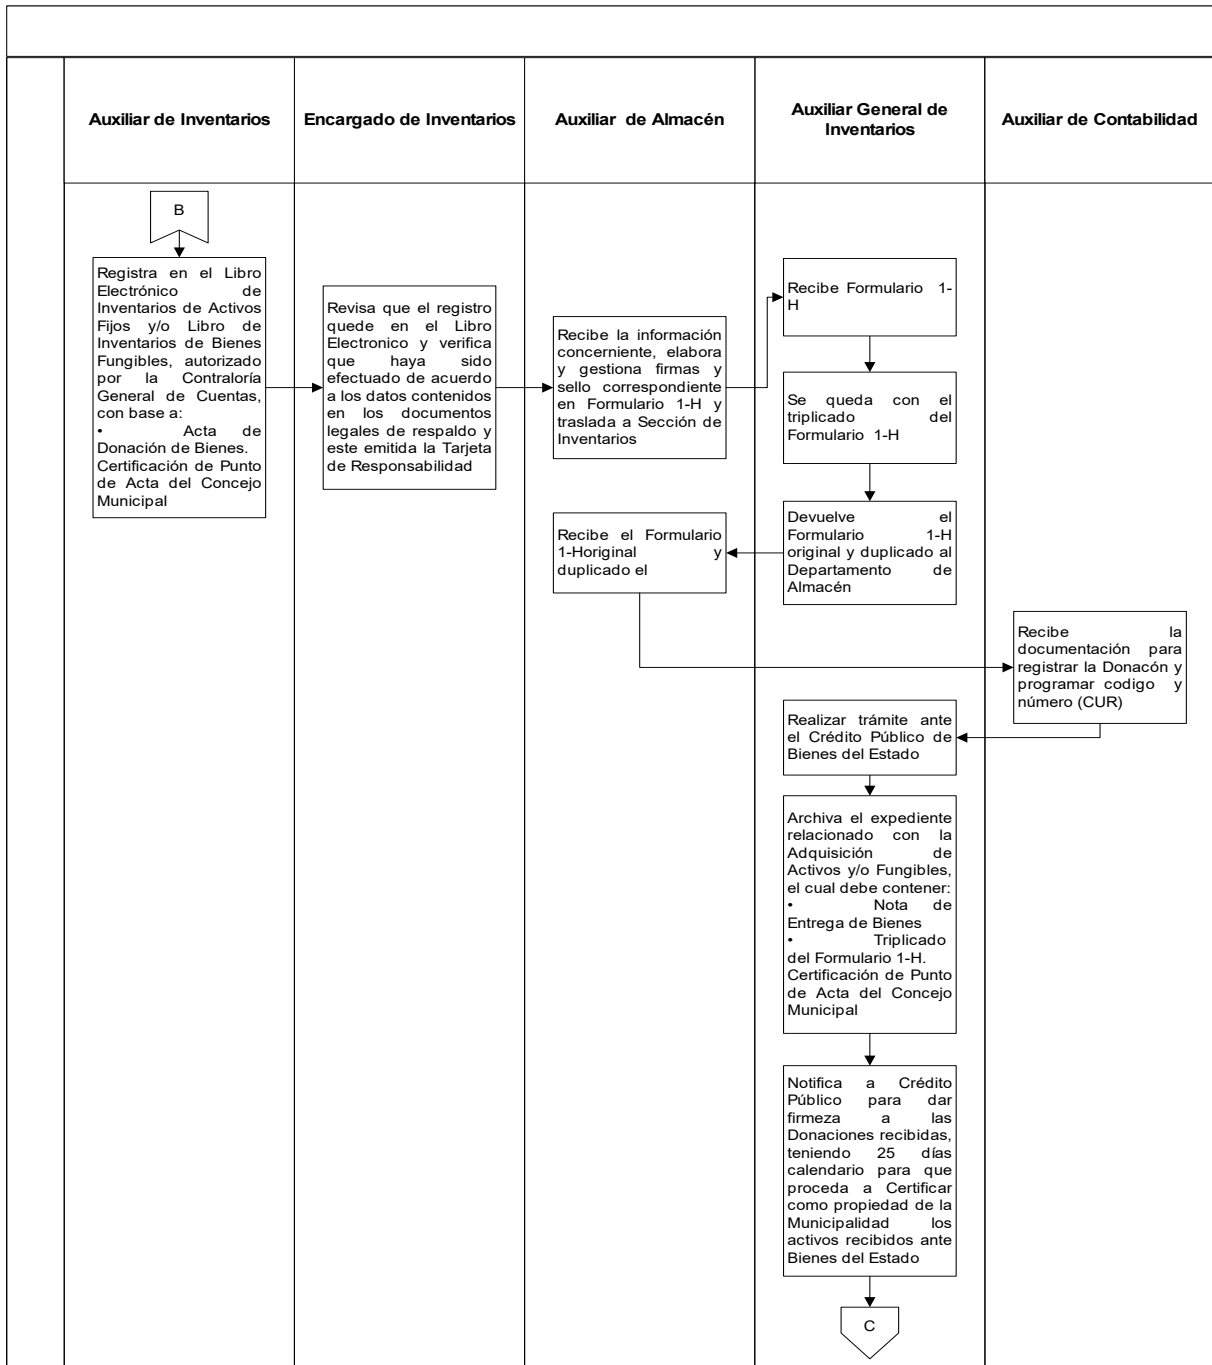 Auxiliar de Inventarios
Encargado de Inventarios
Auxiliar de Almacén
Auxiliar General de
Inventarios
Auxiliar de Contabilidad
B
Registra en el Libro
Electrónico de
Inventarios de Activos
Fijos y/o Libro de
Inventarios de Bienes
Fungibles, autorizado
por la Contraloría
General de Cuentas,
con base a:
• Acta de
Donación de Bienes.
Certificación de Punto
de Acta del Concejo
Municipal
Revisa que el registro
quede en el Libro
Electronico y verifica
que haya sido
efectuado de acuerdo
a los datos contenidos
en los documentos
legales de respaldo y
este emitida la Tarjeta
de Responsabilidad
Recibe la información
concerniente, elabora
y gestiona firmas y
sello correspondiente
en Formulario 1-H y
traslada a Sección de
Inventarios
Recibe Formulario 1-
H
Se queda con el
triplicado del
Formulario 1-H
Devuelve el
Formulario 1-H
original y duplicado al
Departamento de
Almacén
Recibe el Formulario
1-Horiginal y
duplicado el
Recibe la
documentación para
registrar la Donacón y
programar codigo y
número (CUR)
Realizar trámite ante
el Crédito Público de
Bienes del Estado
Archiva el expediente
relacionado con la
Adquisición de
Activos y/o Fungibles,
el cual debe contener:
• Nota de
Entrega de Bienes
• Triplicado
del Formulario 1-H.
Certificación de Punto
de Acta del Concejo
Municipal
Notifica a Crédito
Público para dar
firmeza a las
Donaciones recibidas,
teniendo 25 días
calendario para que
proceda a Certificar
como propiedad de la
Municipalidad los
activos recibidos ante
Bienes del Estado
C